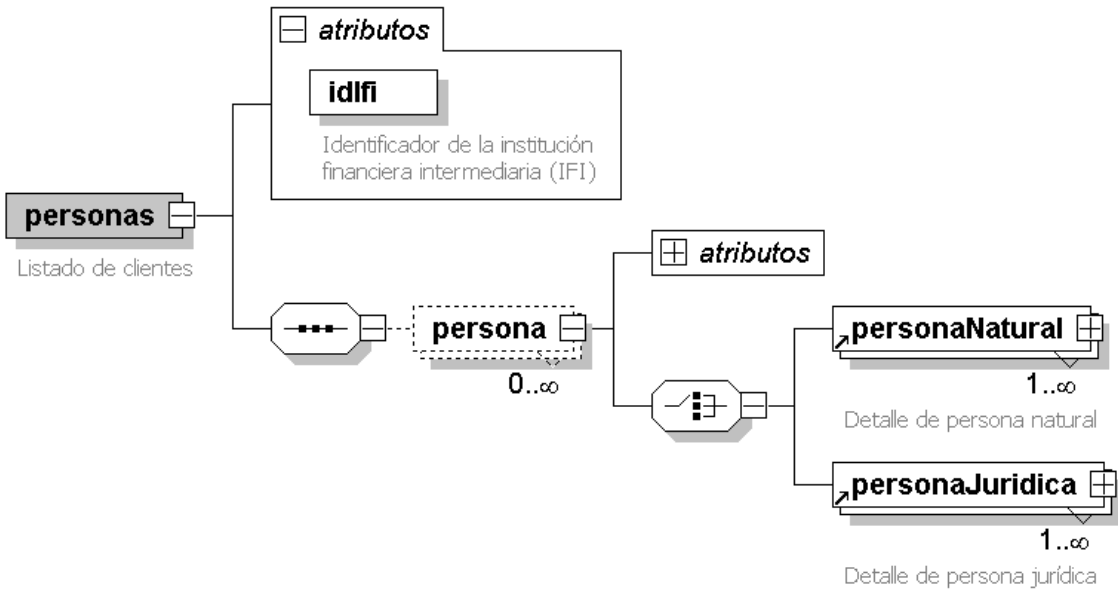 atributos
idIfi
Identificador de la institución
financiera intermediaria (IFI)
personas
Listado de clientes
atributos
persona
0..∞
personaNatural
1..∞
Detalle de persona natural
personaJuridica
1..∞
Detalle de persona jurídica